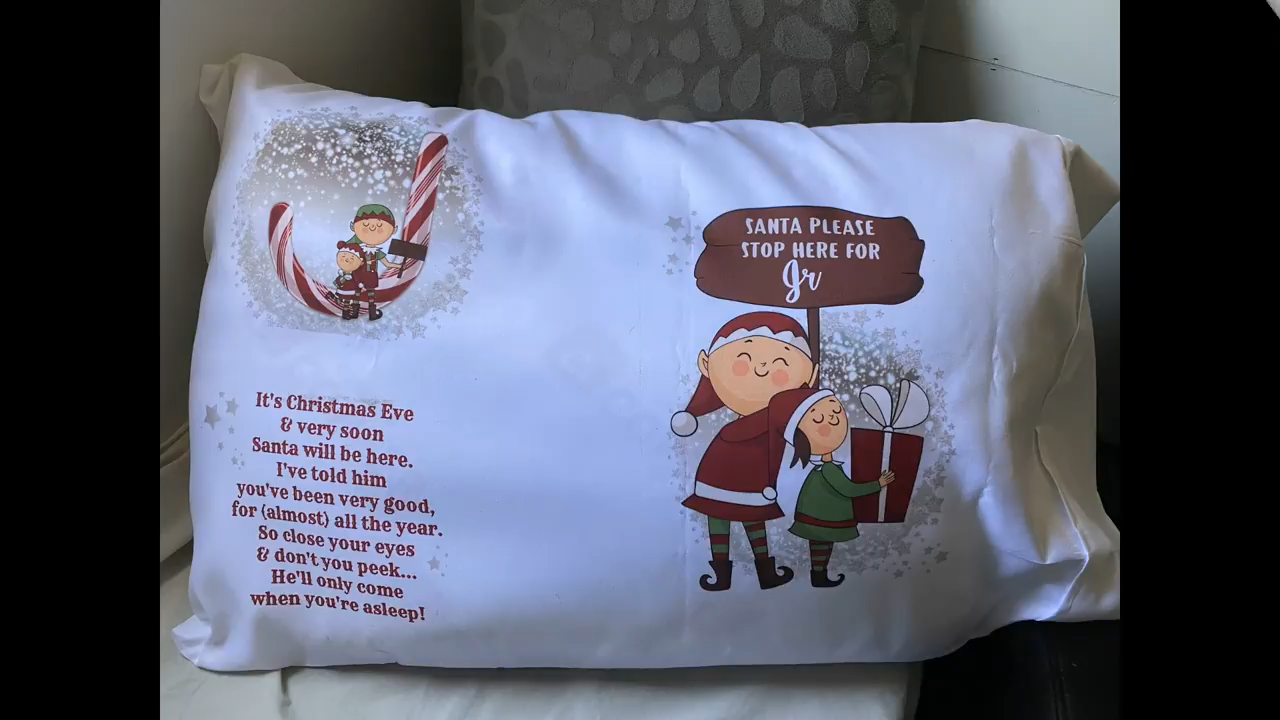 It's Christmas Eve
& very soon
Santa will be here.
I've told him
you've been very good,
for (almost) all the year.
So close your eyes
& don't you peek...
He'll only come
when you're asleep!
SANTA PLEASE
STOP HERE FOR
Jr